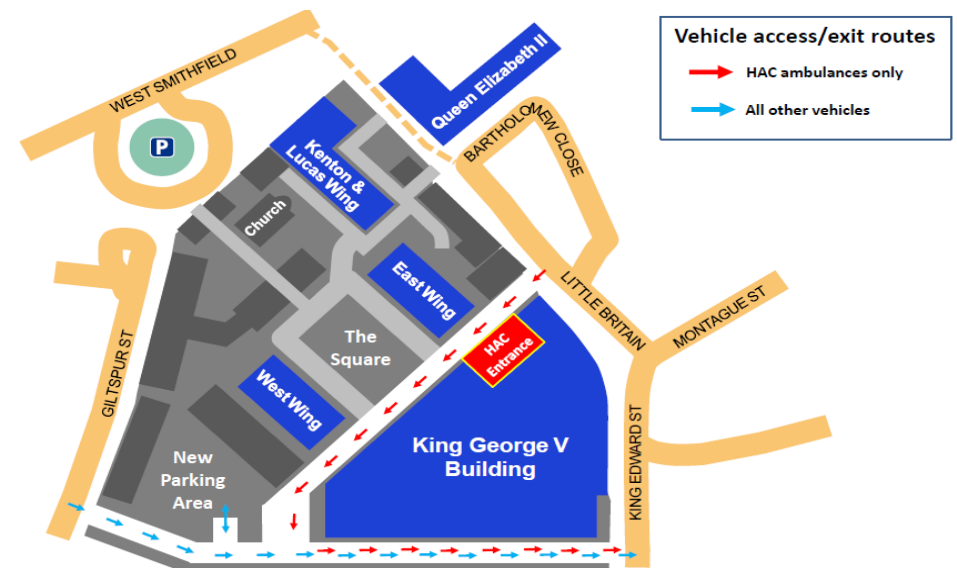 Vehicle access/exit routes
HAC ambulances only
All other vehicles
WEST SMITHFIELD
P
Queen Elizabeth II
BARTHOLOMEW CLOSE
Kenton &
Lucas Wing
Church
East Wing
LITTLE BRITAIN
MONTAGUE ST
The
Square
HAC
Entrance
GILTSPUR ST
West Wing
King George V
Building
New
Parking
Area
KING EDWARD ST